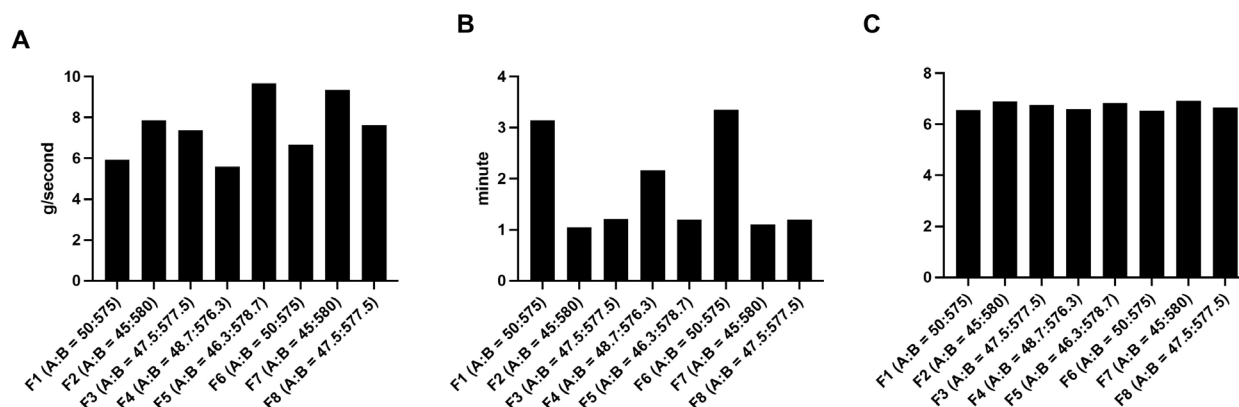 A
g/second
10
8
6
4
2
0
F1 (A:B = 50:575)
F2 (A:B = 45:580)
F3 (A:B = 47.5:577.5)
F4 (A:B = 48.7:576.3)
F5 (A:B = 46.3:578.7)
F6 (A:B = 50:575)
F7 (A:B = 45:580)
F8 (A:B = 47.5:577.5)
B
minute
4
3
2
1
0
F1 (A:B = 50:575)
F2 (A:B = 45:580)
F3 (A:B = 47.5:577.5)
F4 (A:B = 48.7:576.3)
F5 (A:B = 46.3:578.7)
F6 (A:B = 50:575)
F7 (A:B = 45:580)
F8 (A:B = 47.5:577.5)
C
8
6
4
2
0
F1 (A:B = 50:575)
F2 (A:B = 45:580)
F3 (A:B = 47.5:577.5)
F4 (A:B = 48.7:576.3)
F5 (A:B = 46.3:578.7)
F6 (A:B = 50:575)
F7 (A:B = 45:580)
F8 (A:B = 47.5:577.5)